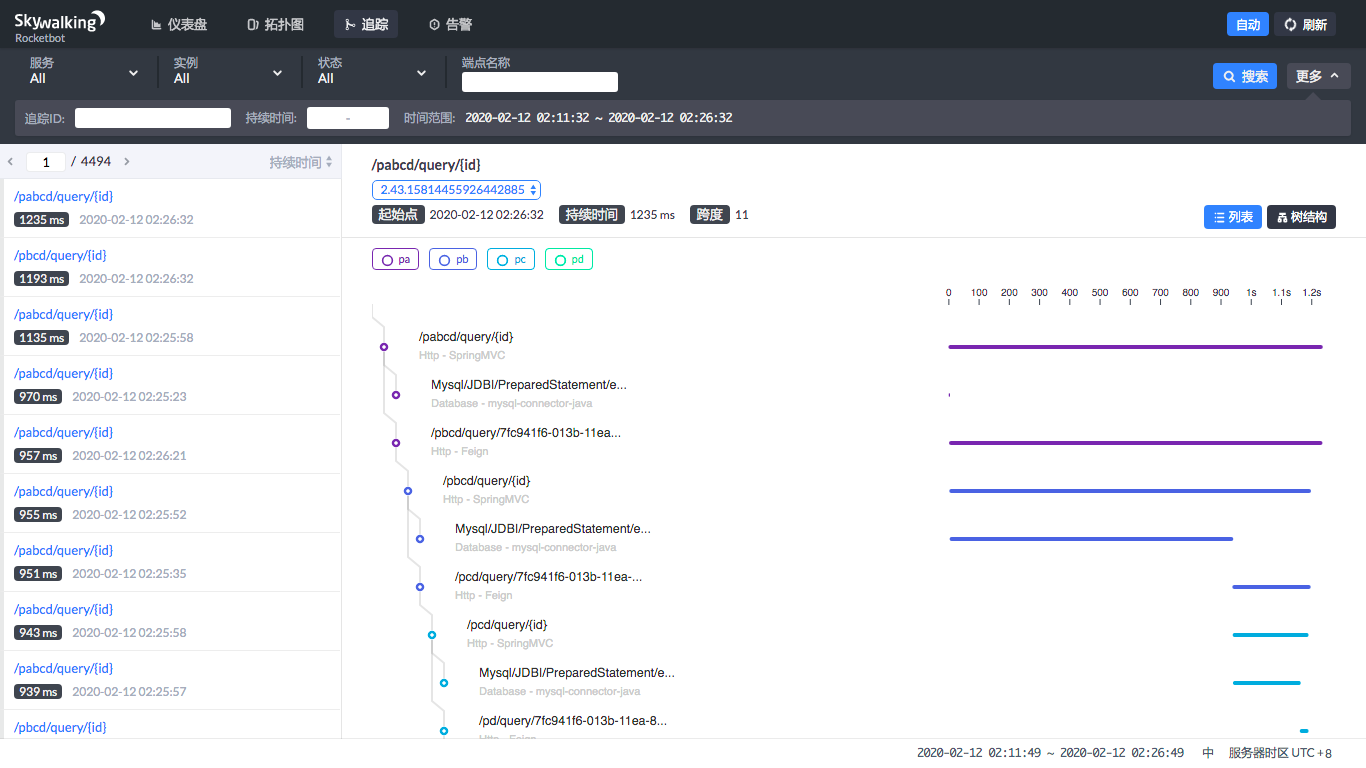 Skywalking
Rocketbot
仪表盘 拓扑图 追踪 告警 自动 刷新
服务 实例 状态 端点名称
All All All
搜索 更多
追踪ID: 持续时间: - 时间范围: 2020-02-12 02:11:32 ~ 2020-02-12 02:26:32
1 / 4494 持续时间
/pabcd/query/{id}
1235 ms 2020-02-12 02:26:32
/pbcd/query/{id}
1193 ms 2020-02-12 02:26:32
/pabcd/query/{id}
1135 ms 2020-02-12 02:25:58
/pabcd/query/{id}
970 ms 2020-02-12 02:25:23
/pabcd/query/{id}
957 ms 2020-02-12 02:26:21
/pabcd/query/{id}
955 ms 2020-02-12 02:25:52
/pabcd/query/{id}
951 ms 2020-02-12 02:25:35
/pabcd/query/{id}
943 ms 2020-02-12 02:25:58
/pabcd/query/{id}
939 ms 2020-02-12 02:25:57
/pbcd/query/{id}
/pabcd/query/{id}
2.43.15814455926442885
起始点 2020-02-12 02:26:32 持续时间 1235 ms 跨度 11
列表 树结构
pa pb pc pd
0 100 200 300 400 500 600 700 800 900 1s 1.1s 1.2s
/pabcd/query/{id}
Http - SpringMVC
Mysql/JDBI/PreparedStatement/e...
Database - mysql-connector-java
/pbcd/query/7fc941f6-013b-11ea...
Http - Feign
/pbcd/query/{id}
Http - SpringMVC
Mysql/JDBI/PreparedStatement/e...
Database - mysql-connector-java
/pcd/query/7fc941f6-013b-11ea-...
Http - Feign
/pcd/query/{id}
Http - SpringMVC
Mysql/JDBI/PreparedStatement/e...
Database - mysql-connector-java
/pd/query/7fc941f6-013b-11ea-8...
Http - Feign
2020-02-12 02:11:49 ~ 2020-02-12 02:26:49 中 服务器时区 UTC +8